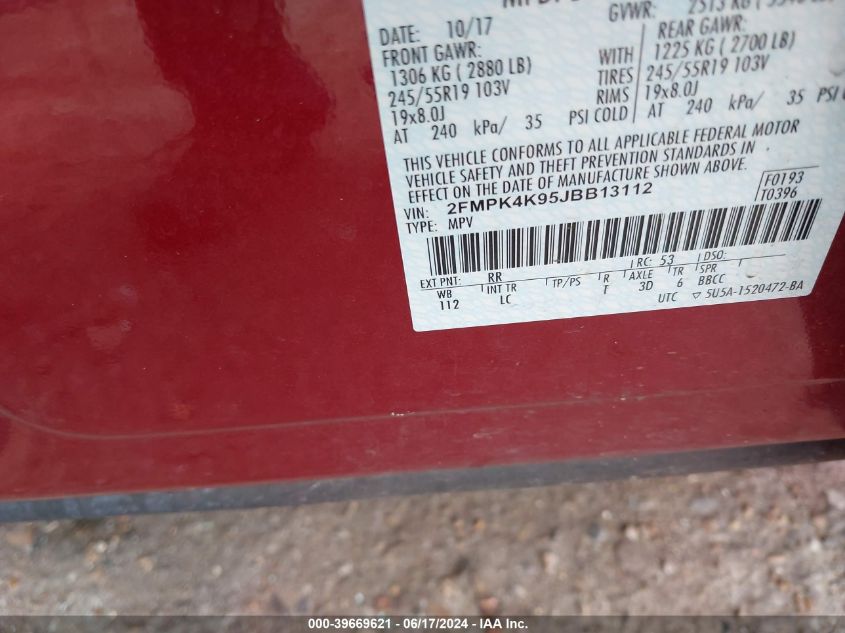 GVWR: 2513 KG
DATE: 10/17
FRONT GAWR: WITH REAR GAWR:
1306 KG ( 2880 LB) TIRES 1225 KG ( 2700 LB)
245/55R19 103V RIMS 245/55R19 103V
19x8.0J 19x8.0J
AT 240 kPa/ 35 PSI COLD AT 240 kPa/ 35 PSI
THIS VEHICLE CONFORMS TO ALL APPLICABLE FEDERAL MOTOR
VEHICLE SAFETY AND THEFT PREVENTION STANDARDS IN
EFFECT ON THE DATE OF MANUFACTURE SHOWN ABOVE.
VIN: 2FMPK4K95JBB13112 F0193
TYPE: MPV T0396
EXT PNT: RR RC: 53 DSO:
WB INT TR TP/PS R AXLE TR SPR
112 LC T 3D 6 BBCC
UTC ▽ 5U5A-1520472-BA
000-39669621 - 06/17/2024 - IAA Inc.